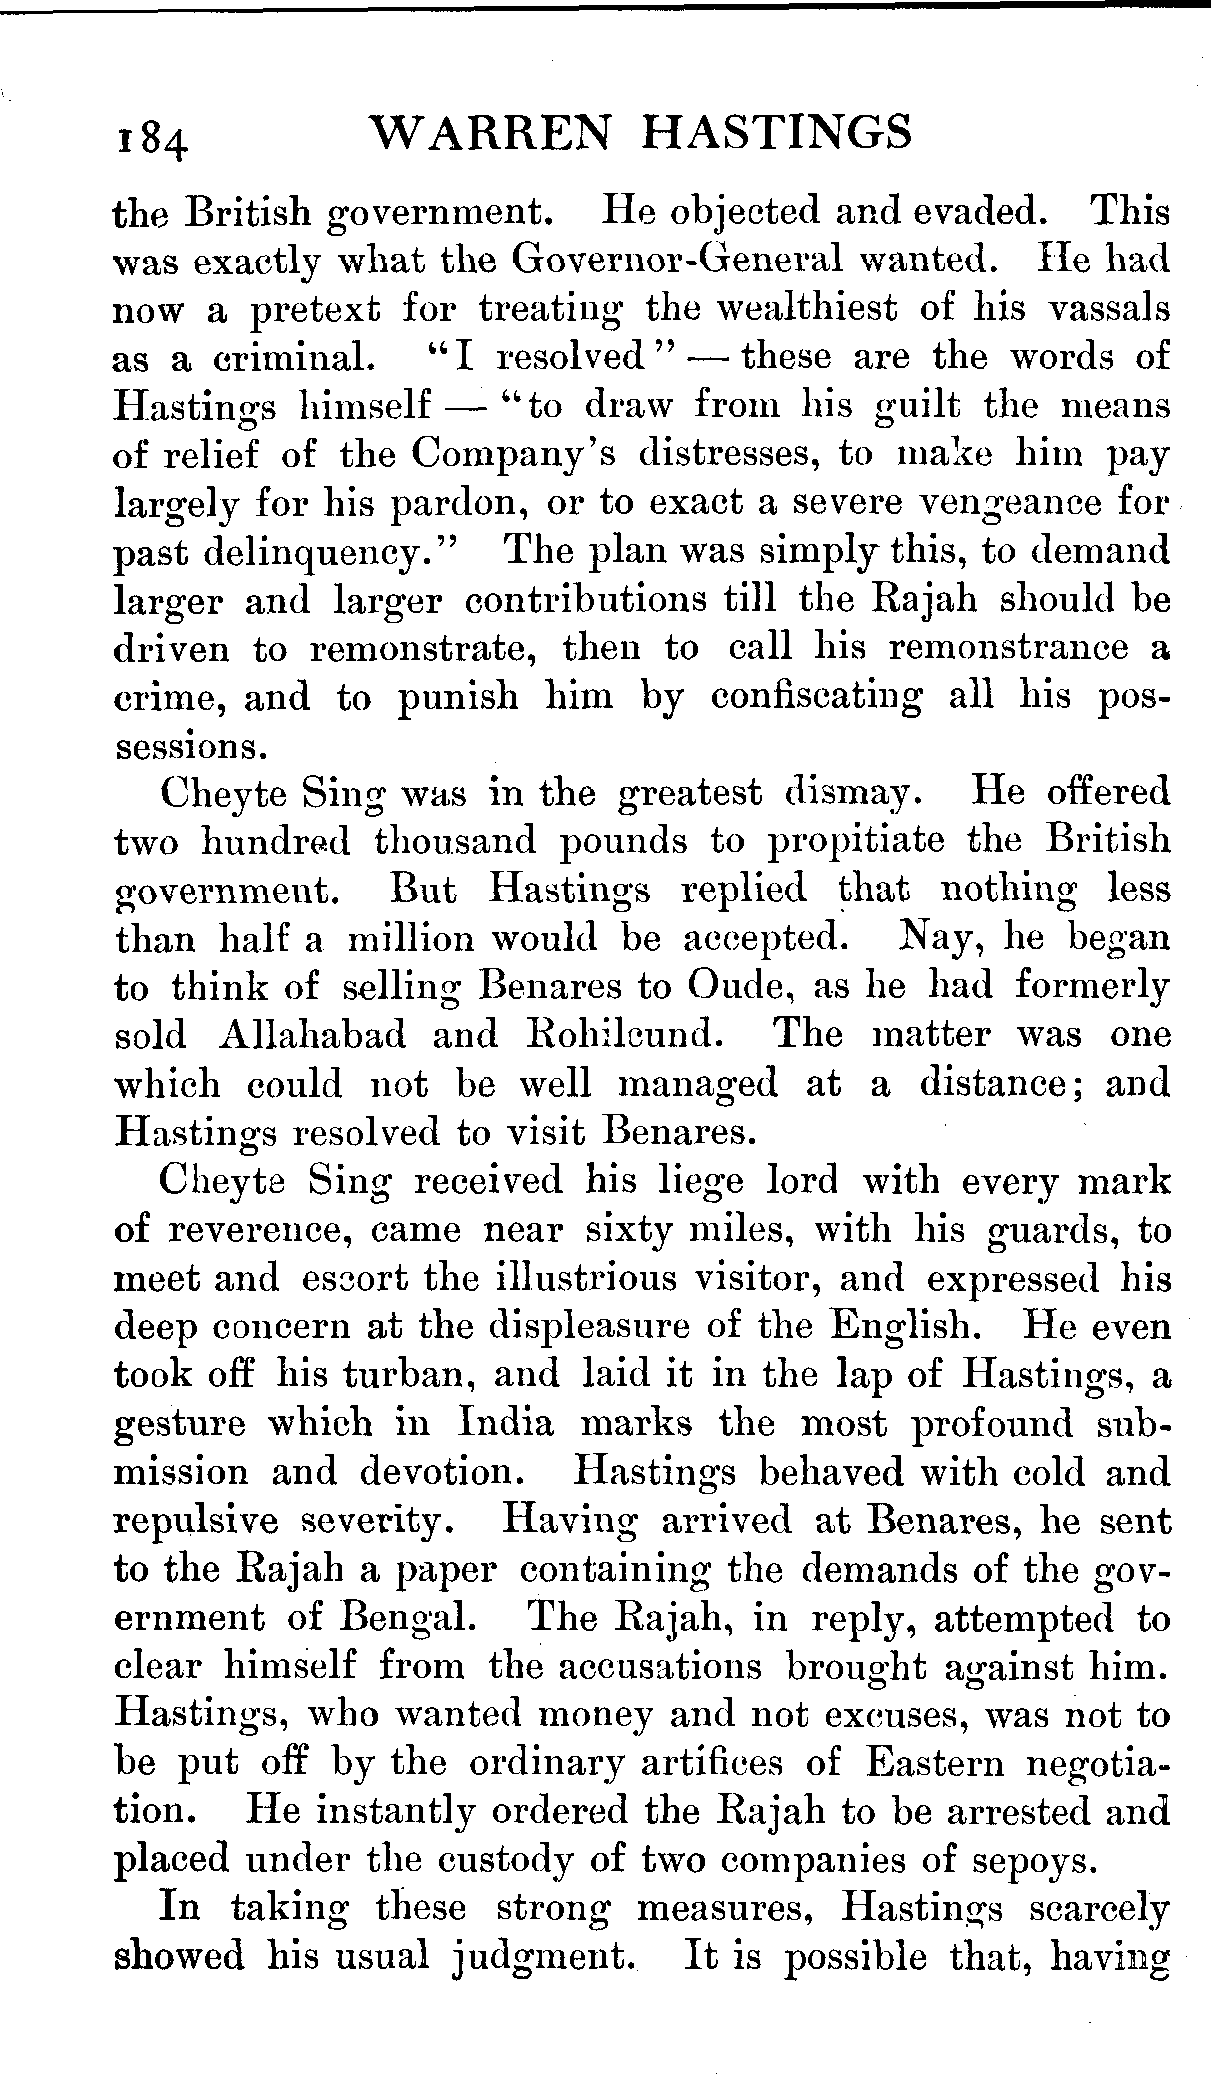 184 WARREN HASTINGS
the British government. He objected and evaded. This
was exactly what the Governor-General wanted. He had
now a pretext for treating the wealthiest of his vassals
as a criminal. "I resolved" — these are the words of
Hastings himself — "to draw from his guilt the means
of relief of the Company's distresses, to make him pay
largely for his pardon, or to exact a severe vengeance for
past delinquency." The plan was simply this, to demand
larger and larger contributions till the Rajah should be
driven to remonstrate, then to call his remonstrance a
crime, and to punish him by confiscating all his pos-
sessions.
Cheyte Sing was in the greatest dismay. He offered
two hundred thousand pounds to propitiate the British
government. But Hastings replied that nothing less
than half a million would be accepted. Nay, he began
to think of selling Benares to Oude, as he had formerly
sold Allahabad and Rohilcund. The matter was one
which could not be well managed at a distance; and
Hastings resolved to visit Benares.
Cheyte Sing received his liege lord with every mark
of reverence, came near sixty miles, with his guards, to
meet and escort the illustrious visitor, and expressed his
deep concern at the displeasure of the English. He even
took off his turban, and laid it in the lap of Hastings, a
gesture which in India marks the most profound sub-
mission and devotion. Hastings behaved with cold and
repulsive severity. Having arrived at Benares, he sent
to the Rajah a paper containing the demands of the gov-
ernment of Bengal. The Rajah, in reply, attempted to
clear himself from the accusations brought against him.
Hastings, who wanted money and not excuses, was not to
be put off by the ordinary artifices of Eastern negotia-
tion. He instantly ordered the Rajah to be arrested and
placed under the custody of two companies of sepoys.
In taking these strong measures, Hastings scarcely
showed his usual judgment. It is possible that, having